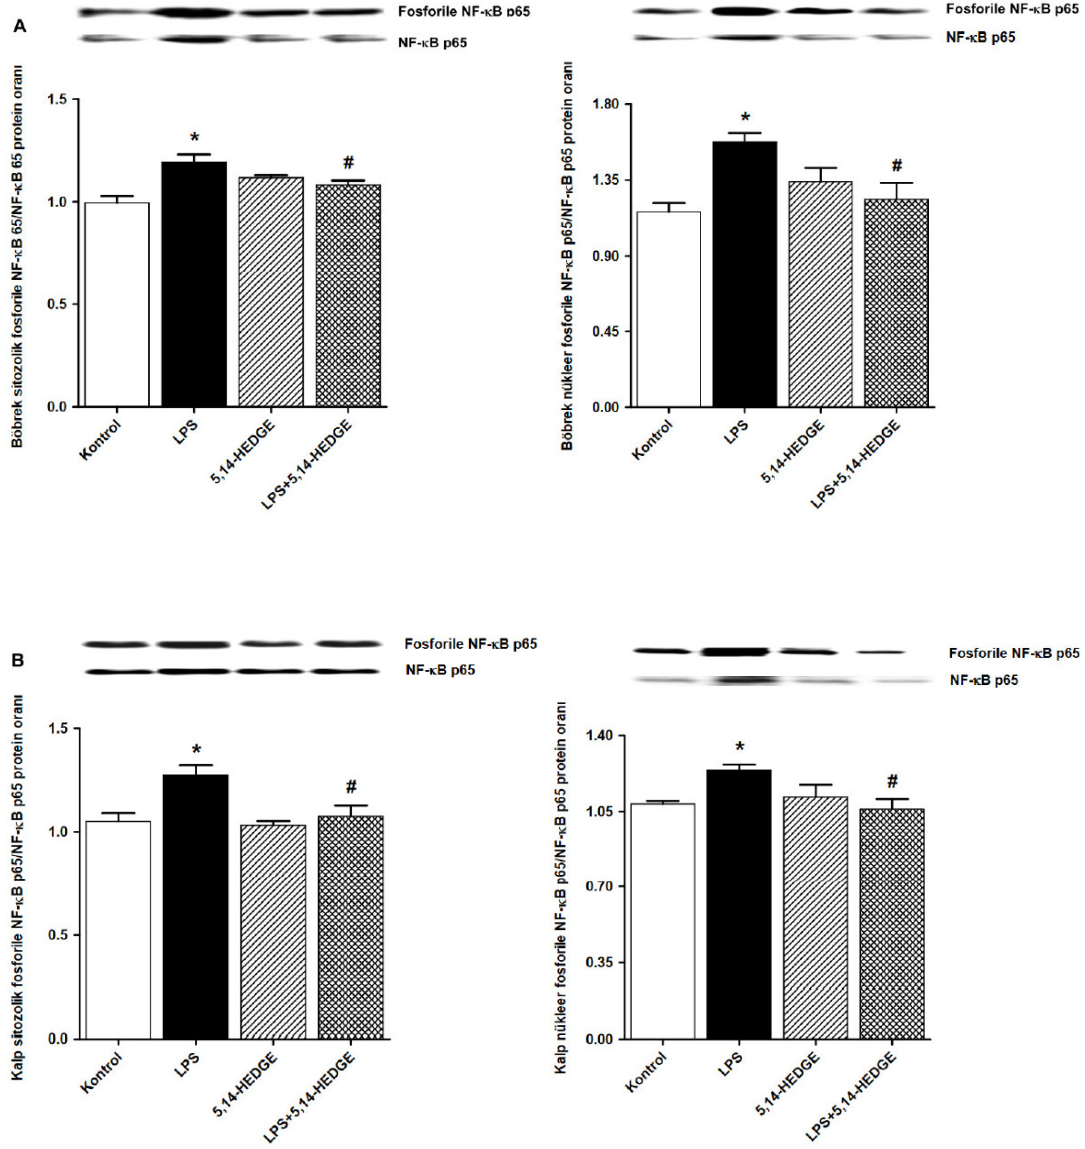 A
Fosforile NF-κB p65
NF-κB p65
Böbrek sitozolik fosforile NF-κB 65/NF-κB 65 protein oranı
1.5
1.0
0.5
0.0
*
#
Kontrol
LPS
5,14-HEDGE
LPS+5,14-HEDGE
Fosforile NF-κB p65
NF-κB p65
Böbrek nükleer fosforile NF-κB p65/NF-κB p65 protein oranı
1.80
1.35
0.90
0.45
0.00
*
#
Kontrol
LPS
5,14-HEDGE
LPS+5,14-HEDGE
B
Fosforile NF-κB p65
NF-κB p65
Kalp sitozolik fosforile NF-κB p65/NF-κB p65 protein oranı
1.5
1.0
0.5
0.0
*
#
Kontrol
LPS
5,14-HEDGE
LPS+5,14-HEDGE
Fosforile NF-κB p65
NF-κB p65
Kalp nükleer fosforile NF-κB p65/NF-κB p65 protein oranı
1.40
1.05
0.70
0.35
0.00
*
#
Kontrol
LPS
5,14-HEDGE
LPS+5,14-HEDGE